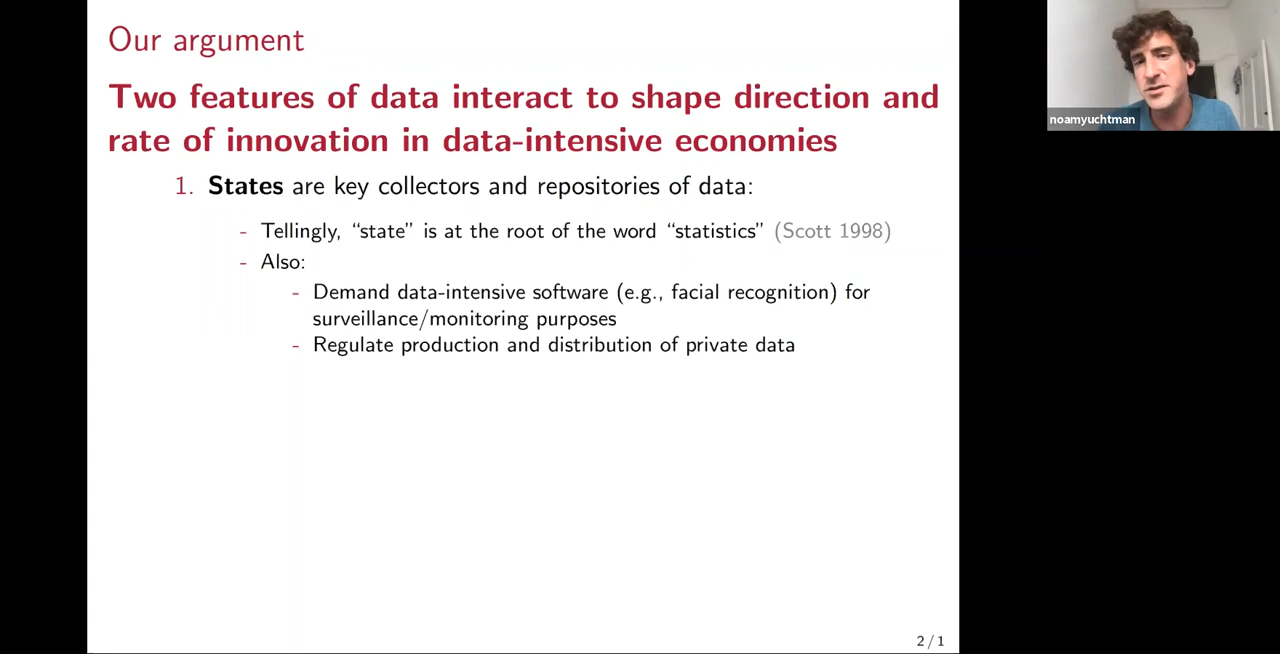 Our argument
Two features of data interact to shape direction and
rate of innovation in data-intensive economies
1. States are key collectors and repositories of data:
- Tellingly, “state” is at the root of the word “statistics” (Scott 1998)
- Also:
- Demand data-intensive software (e.g., facial recognition) for
surveillance/monitoring purposes
- Regulate production and distribution of private data
2 / 1
noamyuchtman